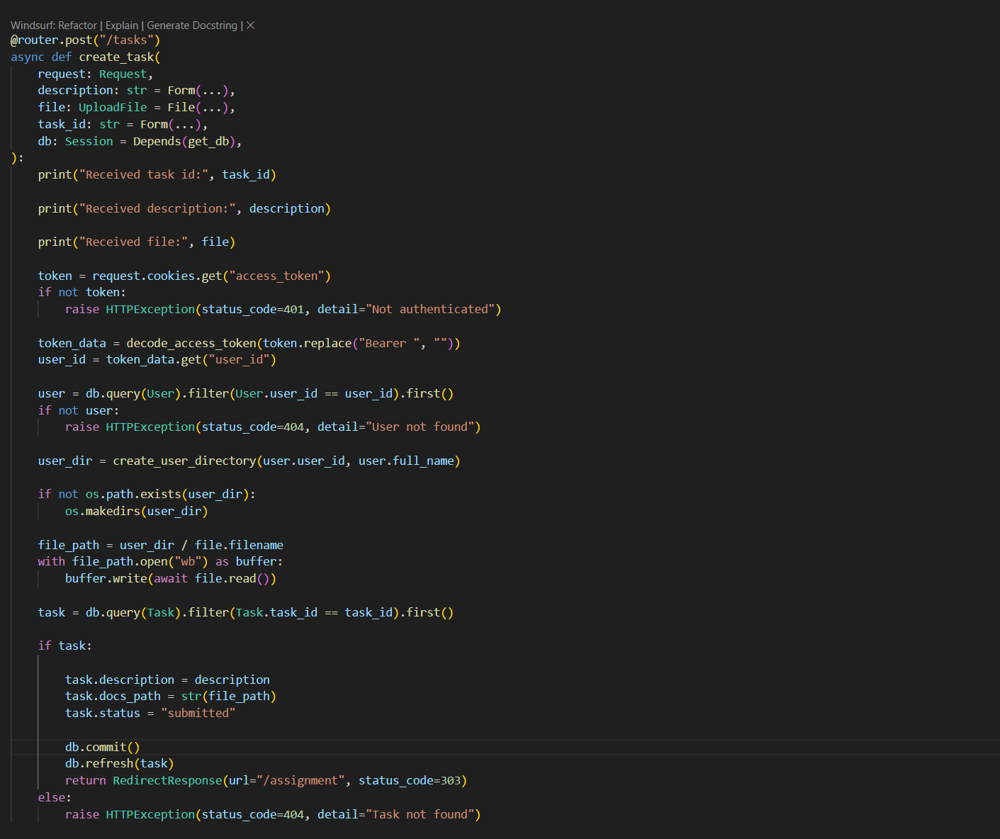 Windsurf: Refactor | Explain | Generate Docstring | ×
@router.post("/tasks")
async def create_task(
    request: Request,
    description: str = Form(...),
    file: UploadFile = File(...),
    task_id: str = Form(...),
    db: Session = Depends(get_db),
):
    print("Received task id:", task_id)
    print("Received description:", description)
    print("Received file:", file)
    token = request.cookies.get("access_token")
    if not token:
        raise HTTPException(status_code=401, detail="Not authenticated")
    token_data = decode_access_token(token.replace("Bearer ", ""))
    user_id = token_data.get("user_id")
    user = db.query(User).filter(User.user_id == user_id).first()
    if not user:
        raise HTTPException(status_code=404, detail="User not found")
    user_dir = create_user_directory(user.user_id, user.full_name)
    if not os.path.exists(user_dir):
        os.makedirs(user_dir)
    file_path = user_dir / file.filename
    with file_path.open("wb") as buffer:
        buffer.write(await file.read())
    task = db.query(Task).filter(Task.task_id == task_id).first()
    if task:
        task.description = description
        task.docs_path = str(file_path)
        task.status = "submitted"
        db.commit()
        db.refresh(task)
        return RedirectResponse(url="/assignment", status_code=303)
    else:
        raise HTTPException(status_code=404, detail="Task not found")